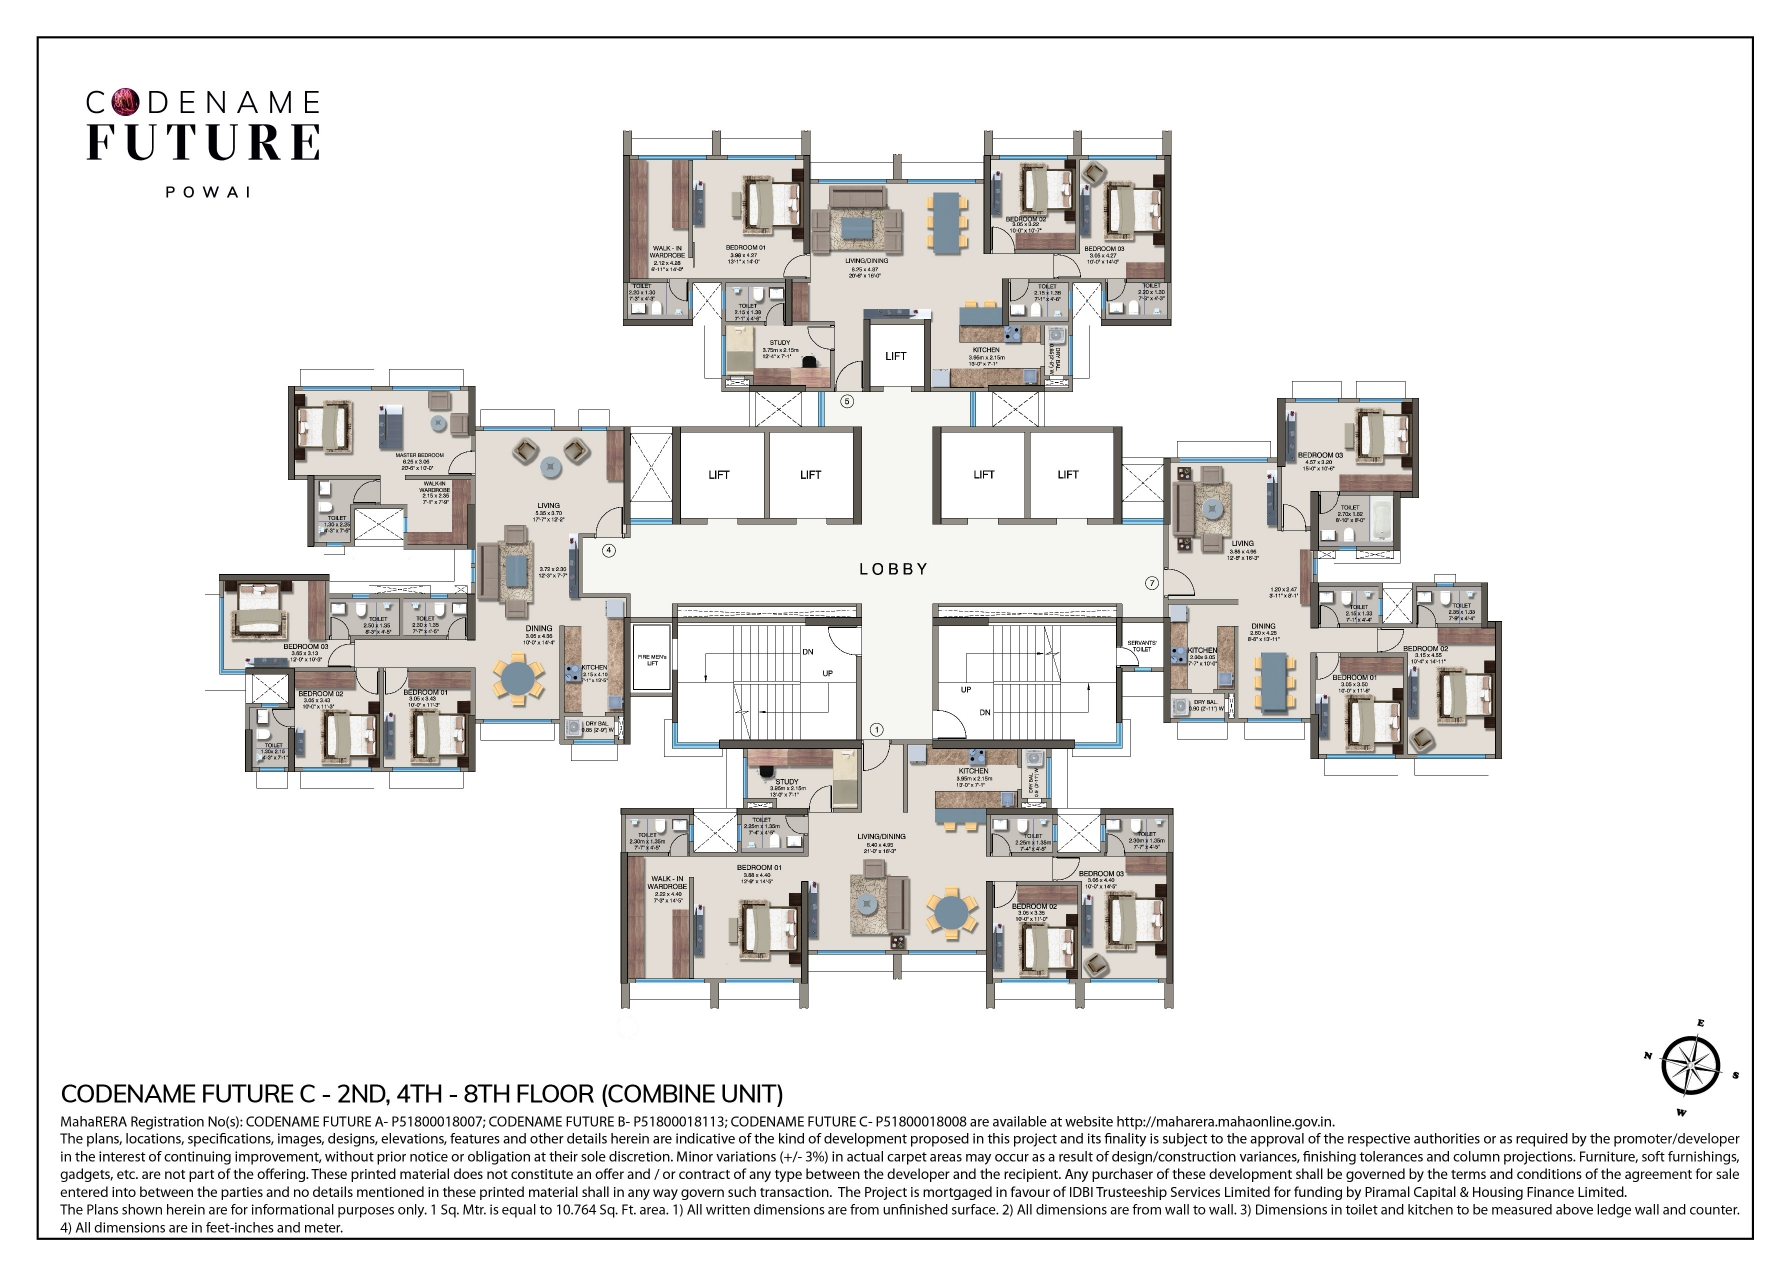 CODENAME
FUTURE
POWAI
WALK - IN
WARDROBE
2.12 x 4.28
6'-11" x 14'-0"
BEDROOM 01
3.98 x 4.27
13'-1" x 14'-0"
LIVING/DINING
6.25 x 4.87
20'-6" x 16'-0"
BEDROOM 02
3.05 x 3.22
10'-0" x 10'-7"
BEDROOM 03
3.05 x 4.27
10'-0" x 14'-0"
TOILET
2.20 x 1.30
7'-3" x 4'-3"
TOILET
2.15 x 1.38
7'-1" x 4'-6"
TOILET
2.15 x 1.38
7'-1" x 4'-6"
TOILET
2.20 x 1.30
7'-3" x 4'-3"
STUDY
3.75m x 2.15m
12'-4" x 7'-1"
LIFT
KITCHEN
3.95m x 2.15m
13'-0" x 7'-1"
DRY BAL
5
MASTER BEDROOM
6.25 x 3.05
20'-6" x 10'-0"
WALK-IN
WARDROBE
2.15 x 2.35
7'-1" x 7'-9"
TOILET
1.30 x 2.35
4'-3" x 7'-8"
LIVING
5.35 x 3.70
17'-7" x 12'-2"
4
3.73 x 2.30
12'-3" x 7'-7"
LIFT
LIFT
LIFT
LIFT
LOBBY
7
BEDROOM 03
4.57 x 3.20
15'-0" x 10'-6"
TOILET
2.70x 1.82
8'-10" x 6'-0"
LIVING
3.85 x 4.96
12'-8" x 16'-3"
1.20 x 2.47
3'-11" x 8'-1"
BEDROOM 03
3.65 x 3.13
12'-0" x 10'-3"
TOILET
2.50 x 1.35
8'-3" x 4'-5"
TOILET
2.30 x 1.35
7'-7" x 4'-5"
DINING
3.05 x 4.36
10'-0" x 14'-4"
KITCHEN
2.15 x 4.10
7'-1" x 13'-5"
DRY BAL
0.85 (2'-9") W
BEDROOM 02
3.05 x 3.43
10'-0" x 11'-3"
BEDROOM 01
3.05 x 3.43
10'-0" x 11'-3"
TOILET
1.30x 2.15
4'-3" x 7'-1"
FIRE MEN's
LIFT
DN
UP
UP
DN
SERVANTS'
TOILET
KITCHEN
2.30x 3.05
7'-7" x 10'-0"
DRY BAL
0.90 (2'-11") W
DINING
2.60 x 4.25
8'-6" x 13'-11"
TOILET
2.15 x 1.33
7'-1" x 4'-4"
TOILET
2.35 x 1.33
7'-9" x 4'-4"
BEDROOM 02
3.15 x 4.55
10'-4" x 14'-11"
BEDROOM 01
3.05 x 3.50
10'-0" x 11'-6"
1
STUDY
3.95m x 2.15m
13'-0" x 7'-1"
KITCHEN
3.95m x 2.15m
13'-0" x 7'-1"
DRY BAL
TOILET
2.30m x 1.35m
7'-7" x 4'-5"
TOILET
2.25m x 1.35m
7'-4" x 4'-5"
LIVING/DINING
6.40 x 4.95
21'-0" x 16'-3"
TOILET
2.25m x 1.35m
7'-4" x 4'-5"
TOILET
2.30m x 1.35m
7'-7" x 4'-5"
WALK - IN
WARDROBE
2.22 x 4.40
7'-3" x 14'-5"
BEDROOM 01
3.88 x 4.40
12'-9" x 14'-5"
BEDROOM 02
3.05 x 3.35
10'-0" x 11'-0"
BEDROOM 03
3.05 x 4.40
10'-0" x 14'-5"
E
N
S
W
CODENAME FUTURE C - 2ND, 4TH - 8TH FLOOR (COMBINE UNIT)
MahaRERA Registration No(s): CODENAME FUTURE A- P51800018007; CODENAME FUTURE B- P51800018113; CODENAME FUTURE C- P51800018008 are available at website http://maharera.mahaonline.gov.in.
The plans, locations, specifications, images, designs, elevations, features and other details herein are indicative of the kind of development proposed in this project and its finality is subject to the approval of the respective authorities or as required by the promoter/developer
in the interest of continuing improvement, without prior notice or obligation at their sole discretion. Minor variations (+/- 3%) in actual carpet areas may occur as a result of design/construction variances, finishing tolerances and column projections. Furniture, soft furnishings,
gadgets, etc. are not part of the offering. These printed material does not constitute an offer and / or contract of any type between the developer and the recipient. Any purchaser of these development shall be governed by the terms and conditions of the agreement for sale
entered into between the parties and no details mentioned in these printed material shall in any way govern such transaction. The Project is mortgaged in favour of IDBI Trusteeship Services Limited for funding by Piramal Capital & Housing Finance Limited.
The Plans shown herein are for informational purposes only. 1 Sq. Mtr. is equal to 10.764 Sq. Ft. area. 1) All written dimensions are from unfinished surface. 2) All dimensions are from wall to wall. 3) Dimensions in toilet and kitchen to be measured above ledge wall and counter.
4) All dimensions are in feet-inches and meter.